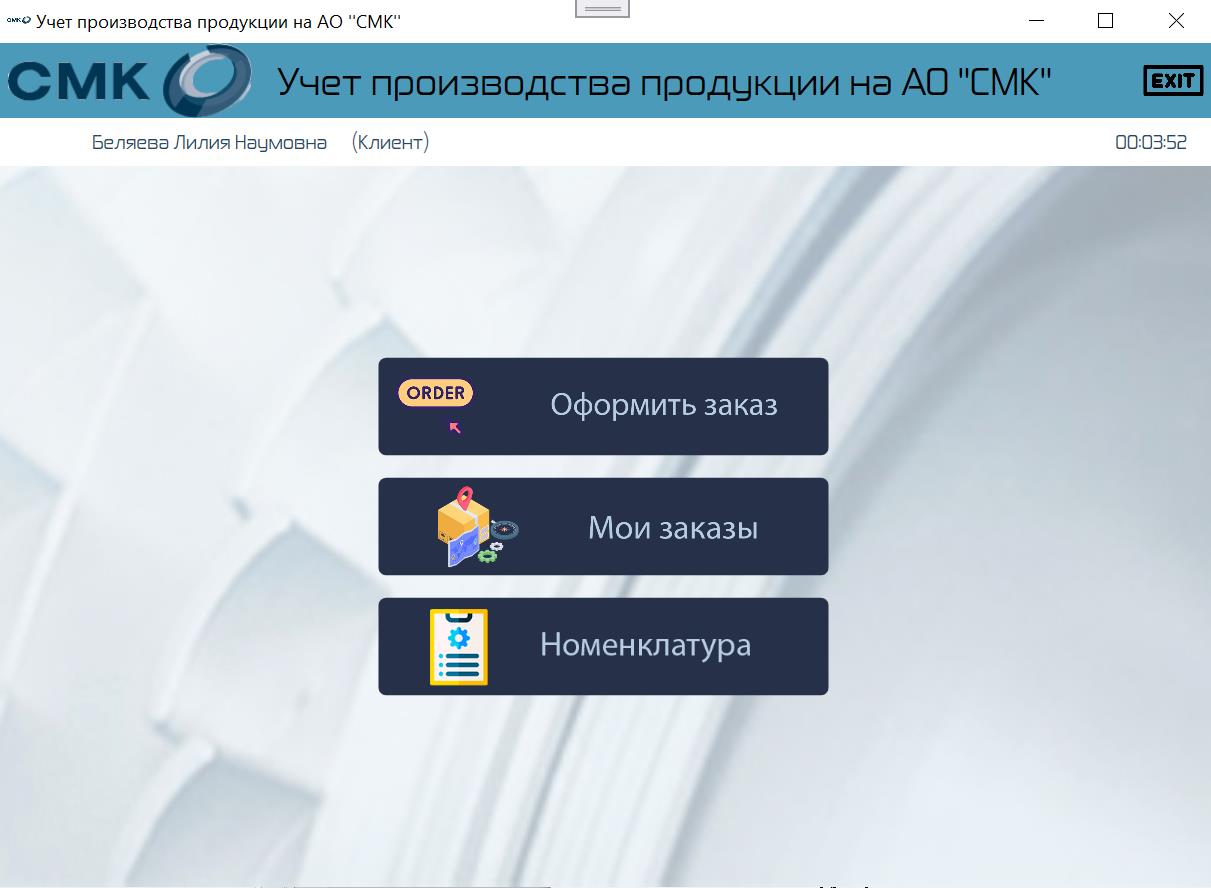 Учет производства продукции на АО "СМК"
СМК Учет производства продукции на АО "СМК" EXIT
Беляева Лилия Наумовна (Клиент) 00:03:52
ORDER Оформить заказ
Мои заказы
Номенклатура